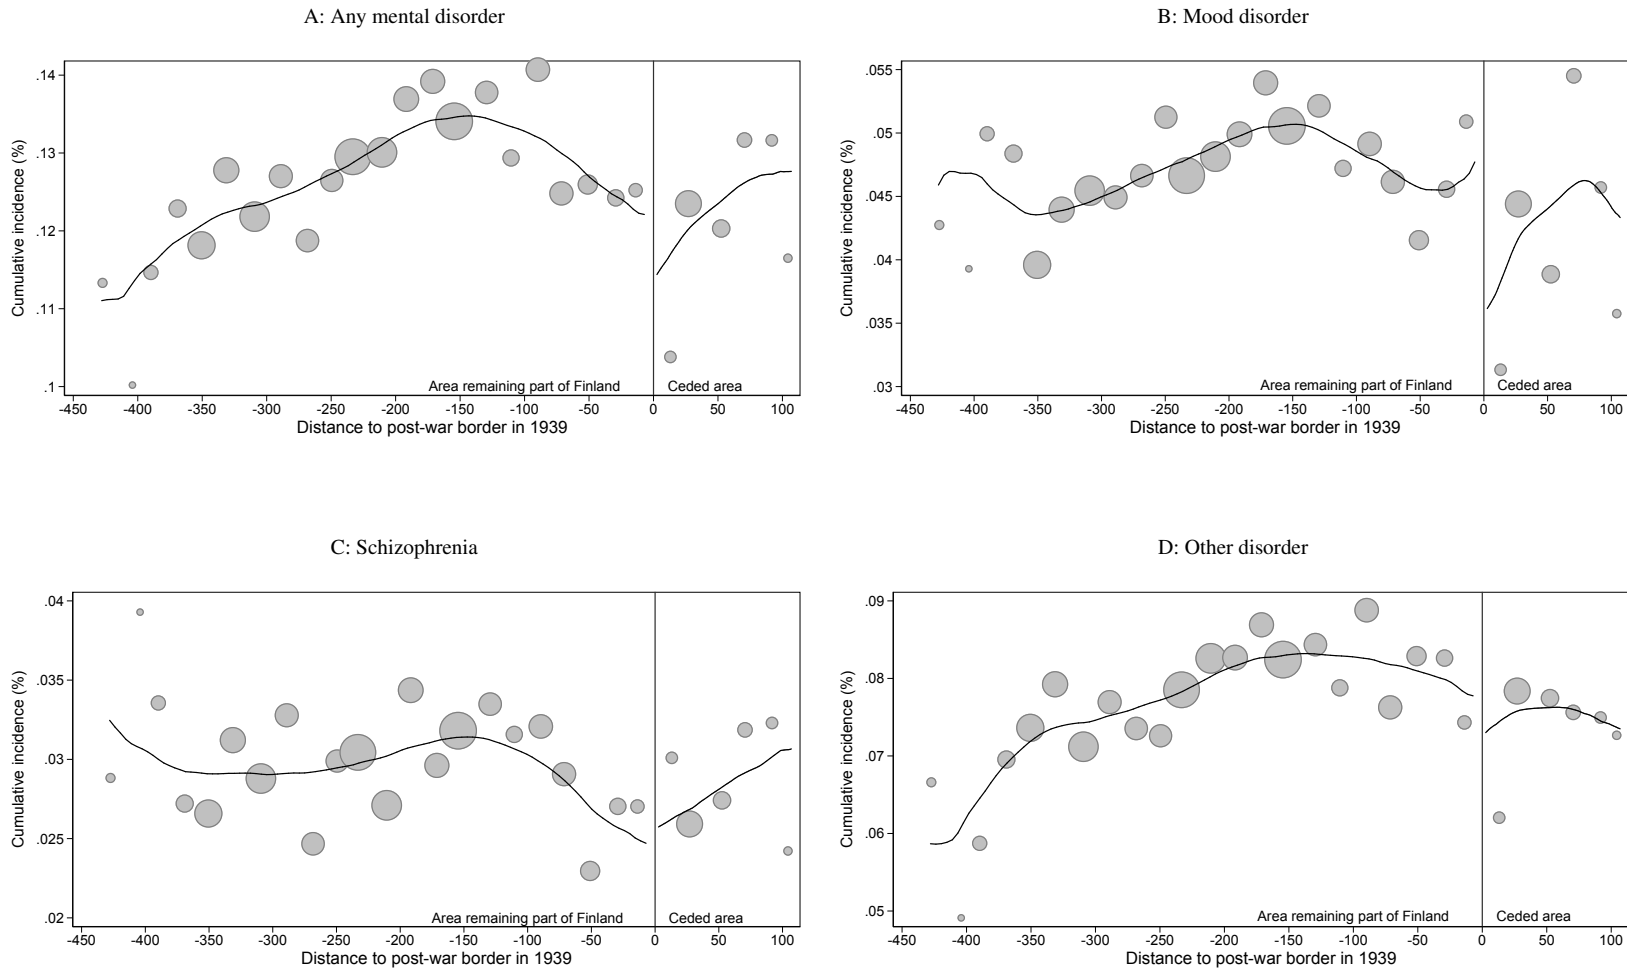 A: Any mental disorder
Cumulative incidence (%)
.14
.13
.12
.11
.1
Area remaining part of Finland
Ceded area
-450 -400 -350 -300 -250 -200 -150 -100 -50 0 50 100
Distance to post-war border in 1939
B: Mood disorder
Cumulative incidence (%)
.055
.05
.045
.04
.035
.03
Area remaining part of Finland
Ceded area
-450 -400 -350 -300 -250 -200 -150 -100 -50 0 50 100
Distance to post-war border in 1939
C: Schizophrenia
Cumulative incidence (%)
.04
.035
.03
.025
.02
Area remaining part of Finland
Ceded area
-450 -400 -350 -300 -250 -200 -150 -100 -50 0 50 100
Distance to post-war border in 1939
D: Other disorder
Cumulative incidence (%)
.09
.08
.07
.06
.05
Area remaining part of Finland
Ceded area
-450 -400 -350 -300 -250 -200 -150 -100 -50 0 50 100
Distance to post-war border in 1939